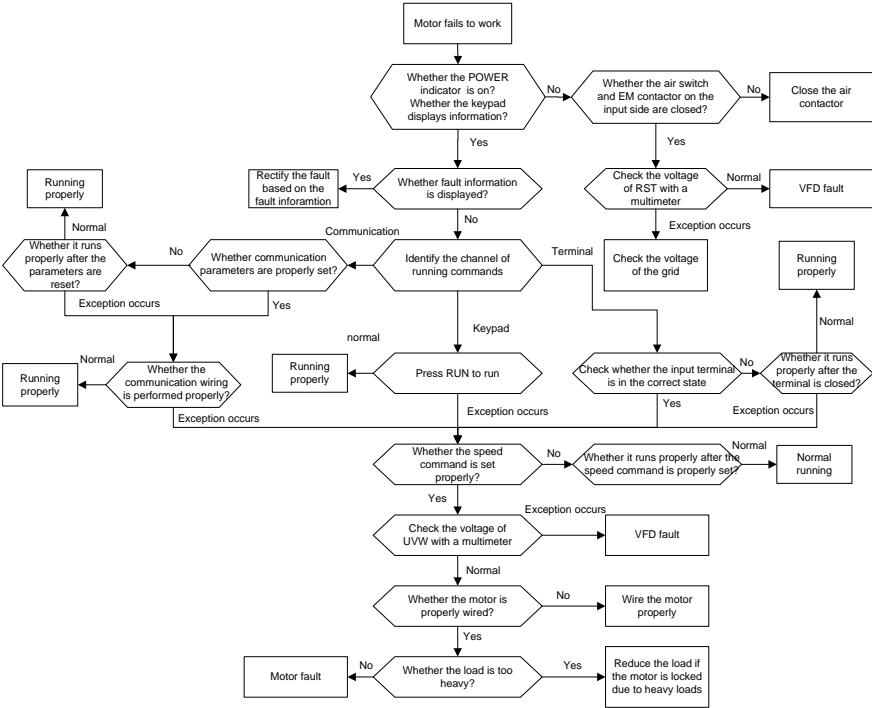 Motor fails to work
Whether the POWER
indicator is on?
Whether the keypad
displays information?
No
Whether the air switch
and EM contactor on the
input side are closed?
No
Close the air
contactor
Yes
Yes
Rectify the fault
based on the
fault inforamtion
Yes
Whether fault information
is displayed?
Check the voltage
of RST with a
multimeter
Normal
VFD fault
Running
properly
Normal
No
Exception occurs
Communication
Whether it runs
properly after the
parameters are
reset?
No
Whether communication
parameters are properly set?
Identify the channel of
running commands
Terminal
Check the voltage
of the grid
Running
properly
Exception occurs
Yes
Keypad
Normal
normal
Running
properly
Normal
Whether the
communication wiring
is performed properly?
Running
properly
Press RUN to run
Check whether the input terminal
is in the correct state
No
Whether it runs
properly after the
terminal is closed?
Exception occurs
Exception occurs
Yes
Exception occurs
Whether the speed
command is set
properly?
No
Whether it runs properly after the
speed command is properly set?
Normal
Normal
running
Yes
Check the voltage of
UVW with a multimeter
Exception occurs
VFD fault
Normal
Whether the motor is
properly wired?
No
Wire the motor
properly
Yes
Motor fault
No
Whether the load is too
heavy?
Yes
Reduce the load if
the motor is locked
due to heavy loads